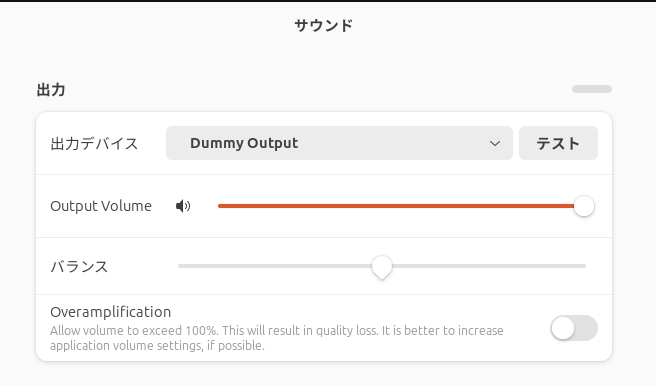 サウンド
出力
出力デバイス
Dummy Output
テスト
Output Volume
バランス
Overamplification
Allow volume to exceed 100%. This will result in quality loss. It is better to increase
application volume settings, if possible.